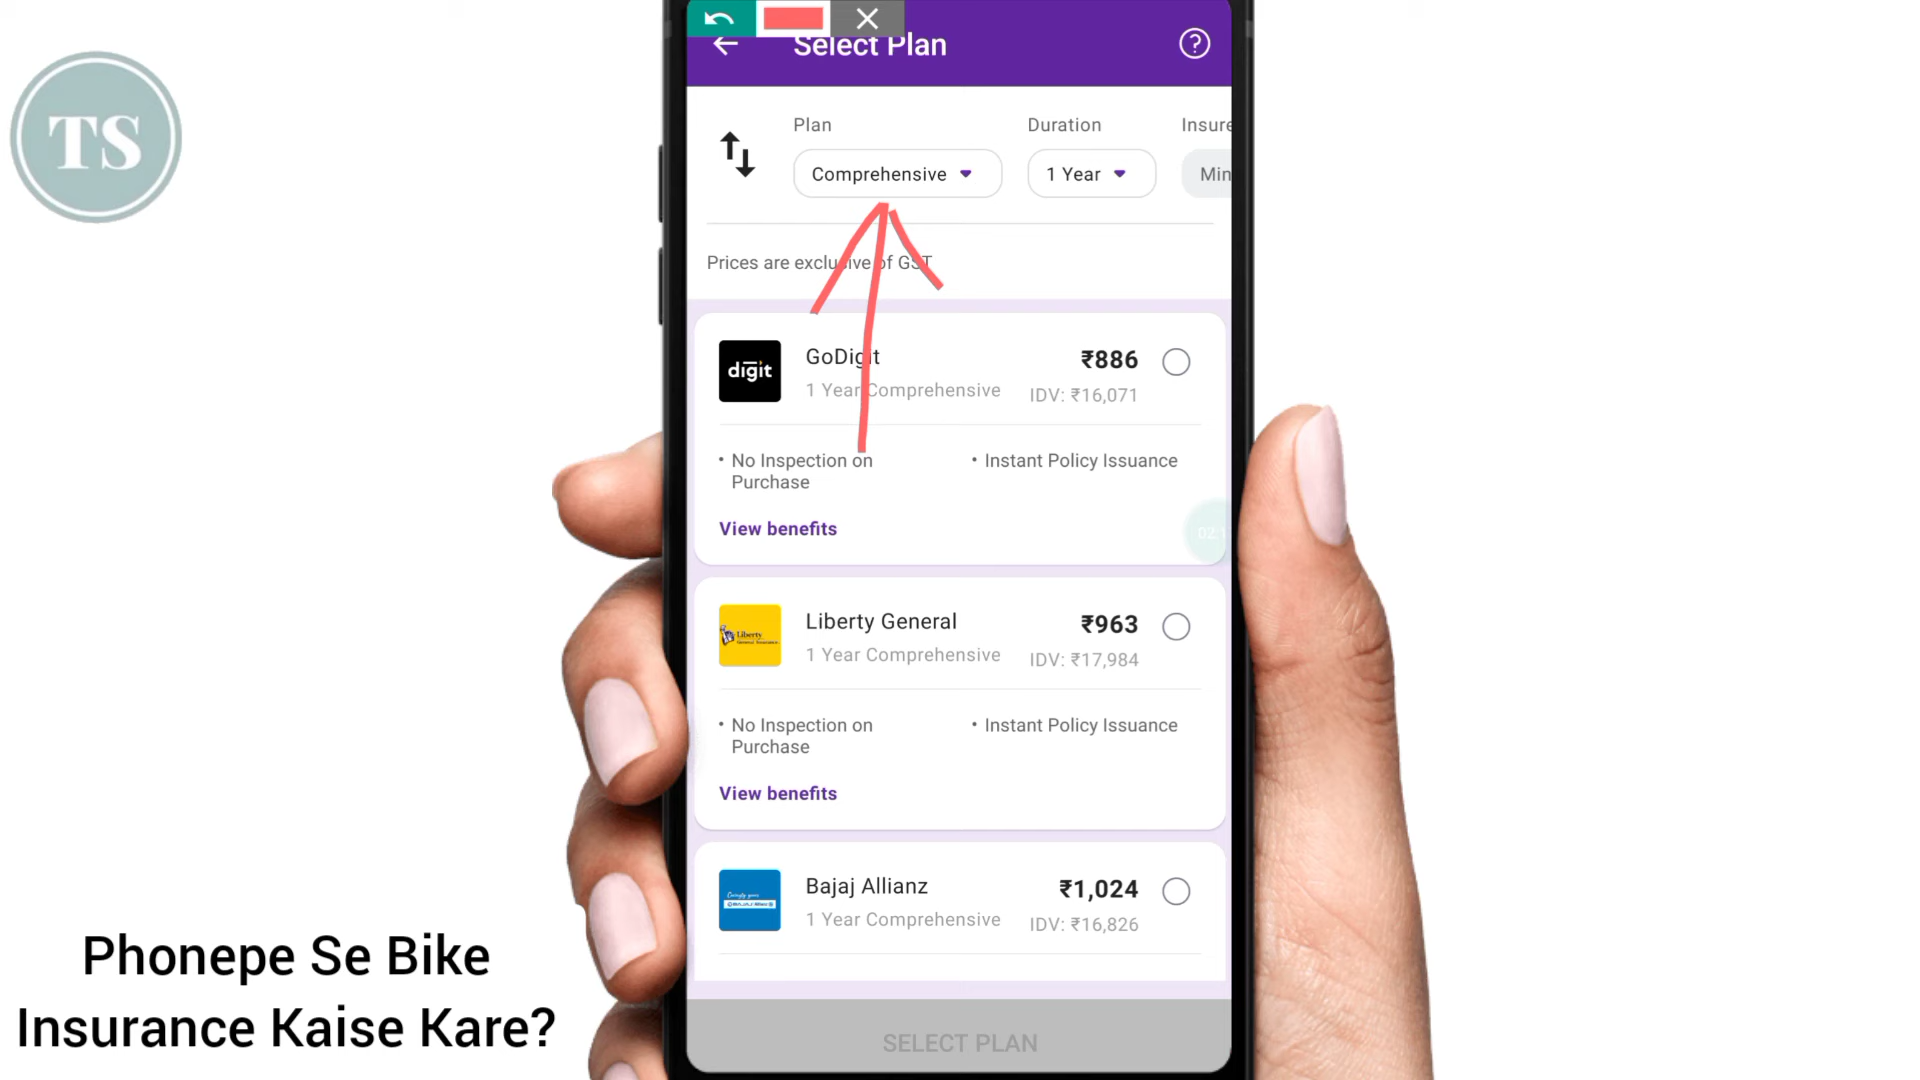 TS
Select Plan
Plan
Duration
Insure
Comprehensive
1 Year
Min
Prices are exclusive of GST
digit
GoDigit
₹886
1 Year Comprehensive
IDV: ₹16,071
• No Inspection on
Purchase
• Instant Policy Issuance
View benefits
02:1
Liberty
Liberty General
₹963
1 Year Comprehensive
IDV: ₹17,984
• No Inspection on
Purchase
• Instant Policy Issuance
View benefits
Bajaj Allianz
₹1,024
1 Year Comprehensive
IDV: ₹16,826
SELECT PLAN
Phonepe Se Bike
Insurance Kaise Kare?